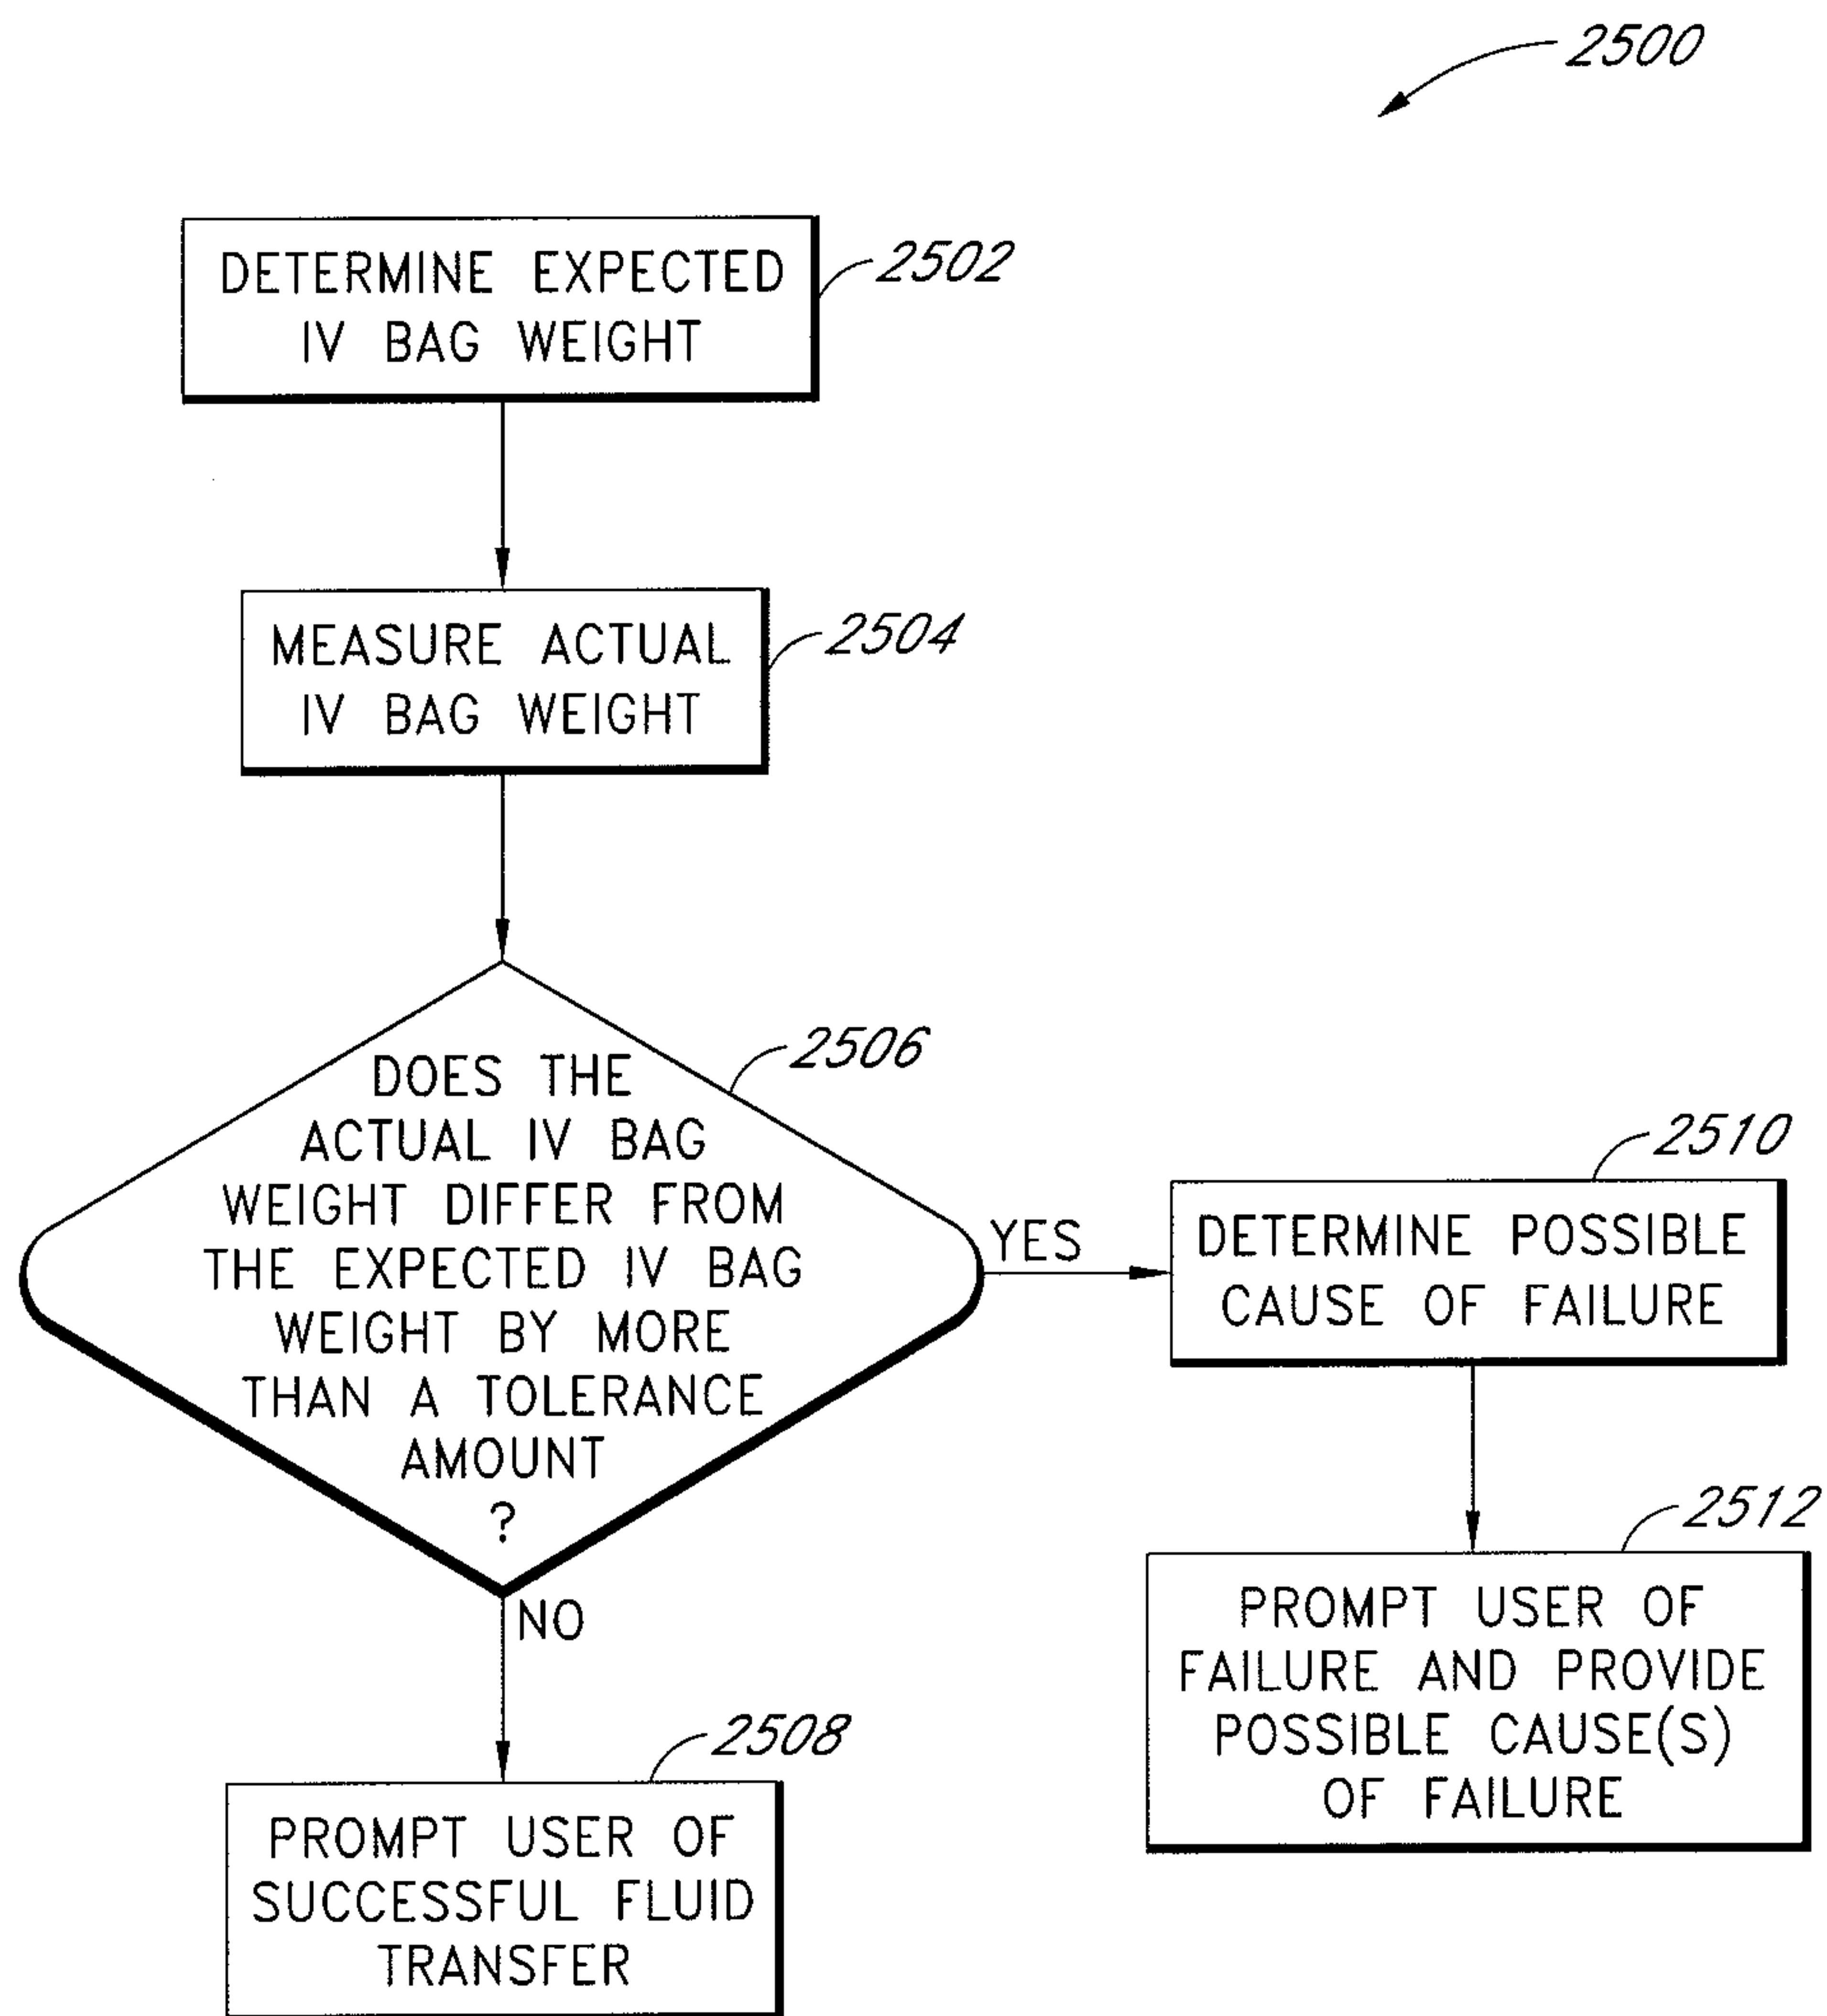 2500
DETERMINE EXPECTED
IV BAG WEIGHT
2502
MEASURE ACTUAL
IV BAG WEIGHT
2504
DOES THE
ACTUAL IV BAG
WEIGHT DIFFER FROM
THE EXPECTED IV BAG
WEIGHT BY MORE
THAN A TOLERANCE
AMOUNT
?
2506
YES
NO
2510
DETERMINE POSSIBLE
CAUSE OF FAILURE
2512
PROMPT USER OF
FAILURE AND PROVIDE
POSSIBLE CAUSE(S)
OF FAILURE
2508
PROMPT USER OF
SUCCESSFUL FLUID
TRANSFER